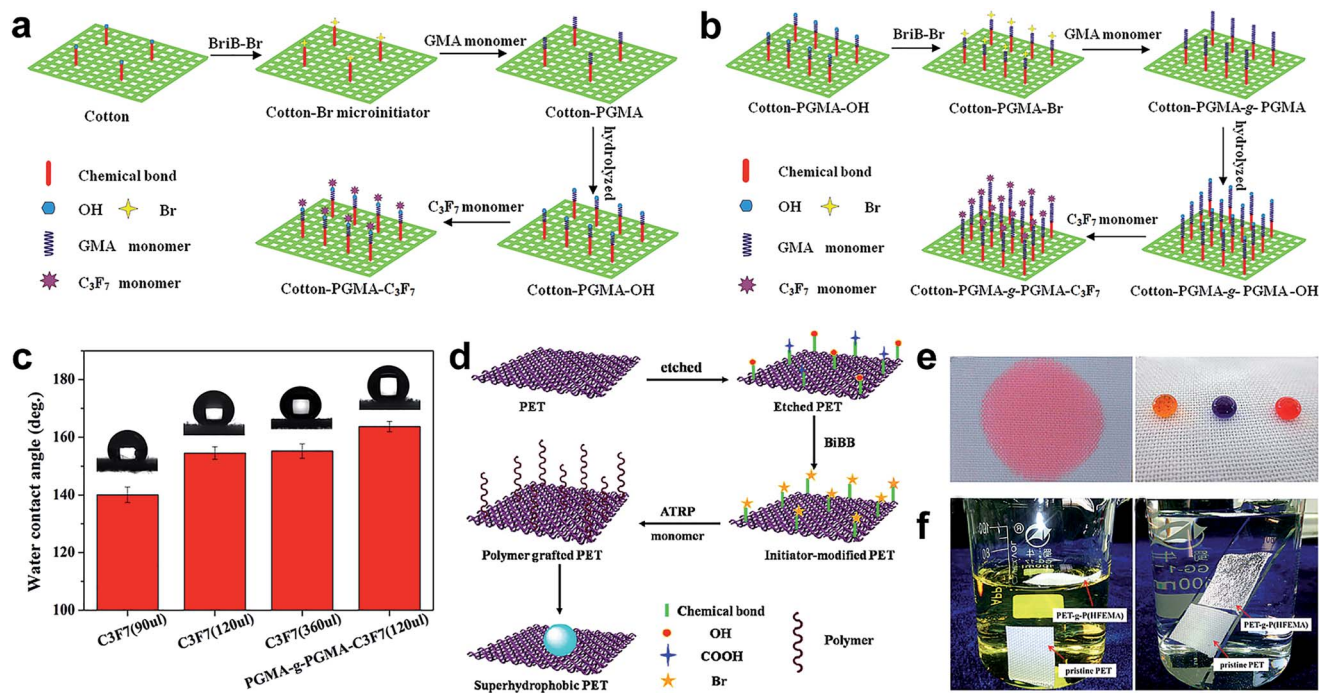 a
BriB-Br
GMA monomer
Cotton
Cotton-Br microinitiator
Cotton-PGMA
hydrolyzed
Chemical bond
OH
Br
GMA monomer
C₃F₇ monomer
C₃F₇ monomer
Cotton-PGMA-C₃F₇
Cotton-PGMA-OH
b
BriB-Br
GMA monomer
Cotton-PGMA-OH
Cotton-PGMA-Br
Cotton-PGMA-g- PGMA
hydrolyzed
Chemical bond
OH
Br
GMA monomer
C₃F₇ monomer
C₃F₇ monomer
Cotton-PGMA-g-PGMA-C₃F₇
Cotton-PGMA-g- PGMA-OH
c
Water contact angle (deg.)
180
160
140
120
100
C3F7(90ul)
C3F7(120ul)
C3F7(360ul)
PGMA-g-PGMA-C3F7(120ul)
d
PET
etched
Etched PET
BiBB
Initiator-modified PET
ATRP
monomer
Polymer grafted PET
Superhydrophobic PET
Chemical bond
OH
COOH
Br
Polymer
e
f
PET-g-P(HFEMA)
pristine PET
PET-g-P(HFEMA)
pristine PET